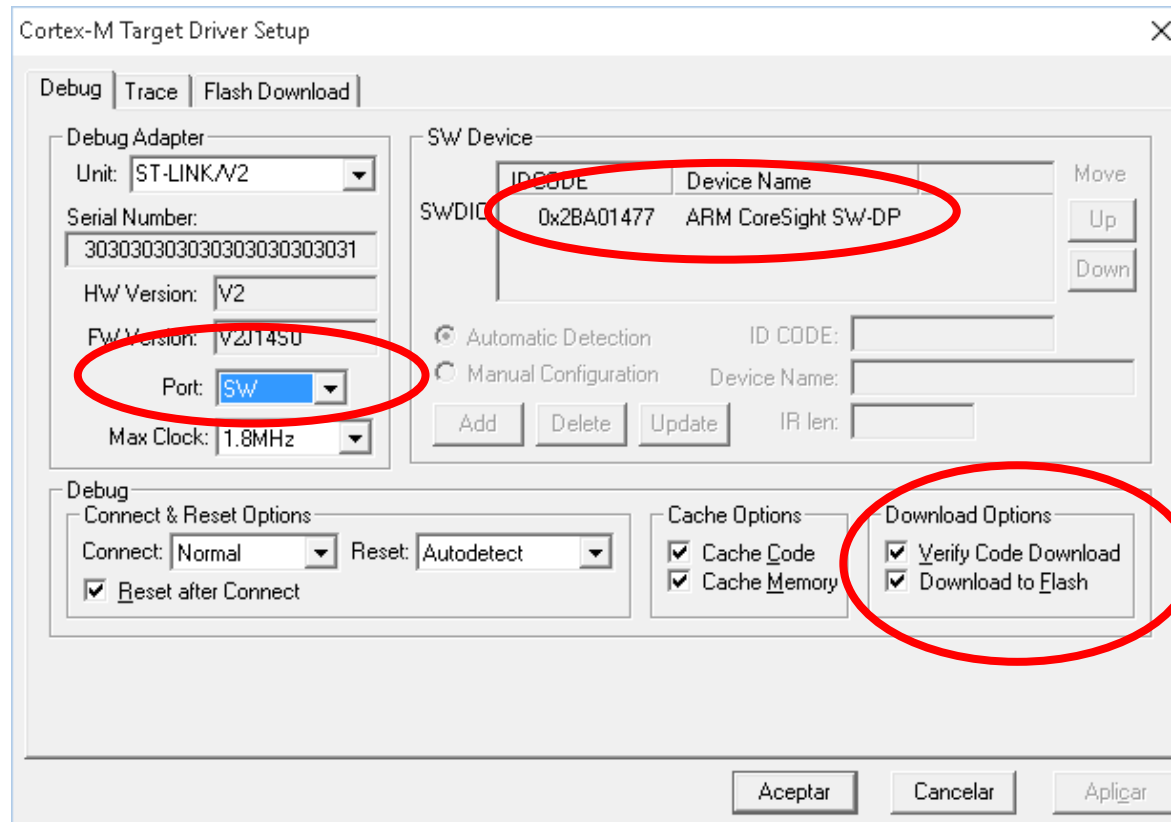 Cortex-M Target Driver Setup
Debug Trace Flash Download
Debug Adapter
Unit: ST-LINK/V2
Serial Number:
303030303030303030303031
HW Version: V2
FW Version: V2J14S0
Port: SW
Max Clock: 1.8MHz
SW Device
IDCODE Device Name
SWDIO 0x2BA01477 ARM CoreSight SW-DP
Move
Up
Down
Automatic Detection ID CODE:
Manual Configuration Device Name:
Add Delete Update IR len:
Debug
Connect & Reset Options
Connect: Normal Reset: Autodetect
Reset after Connect
Cache Options
Cache Code
Cache Memory
Download Options
Verify Code Download
Download to Flash
Aceptar Cancelar Aplicar